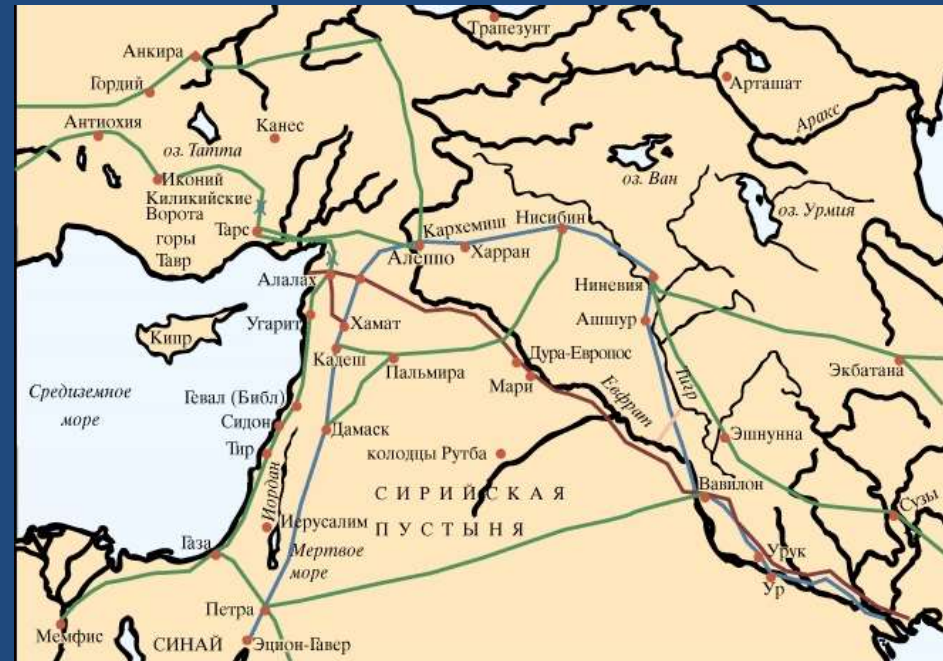 Трапезунт
Анкира
Гордий
Арташат
Антиохия
Канес
Аракс
оз. Татта
оз. Ван
Иконий
Киликийские
Ворота
Нисибин
оз. Урмия
Кархемиш
Тарс
горы
Тавр
Алеппо
Харран
Алалах
Ниневия
Угарит
Хамат
Ашшур
Кипр
Кадеш
Дура-Европос
Тигр
Пальмира
Мари
Экбатана
Средиземное
море
Евфрат
Гевал (Библ)
Сидон
Дамаск
Эшнунна
Тир
колодцы Рутба
Иордан
СИРИЙСКАЯ
Вавилон
Сузы
Иерусалим
ПУСТЫНЯ
Газа
Мертвое
море
Урук
Ур
Петра
Мемфис
СИНАЙ
Эцион-Гавер